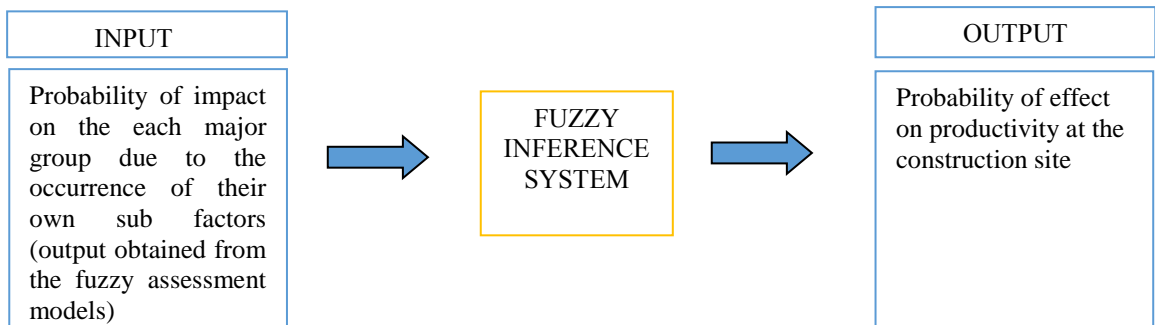 INPUT
Probability of impact
on the each major
group due to the
occurrence of their
own sub factors
(output obtained from
the fuzzy assessment
models)
FUZZY
INFERENCE
SYSTEM
OUTPUT
Probability of effect
on productivity at the
construction site